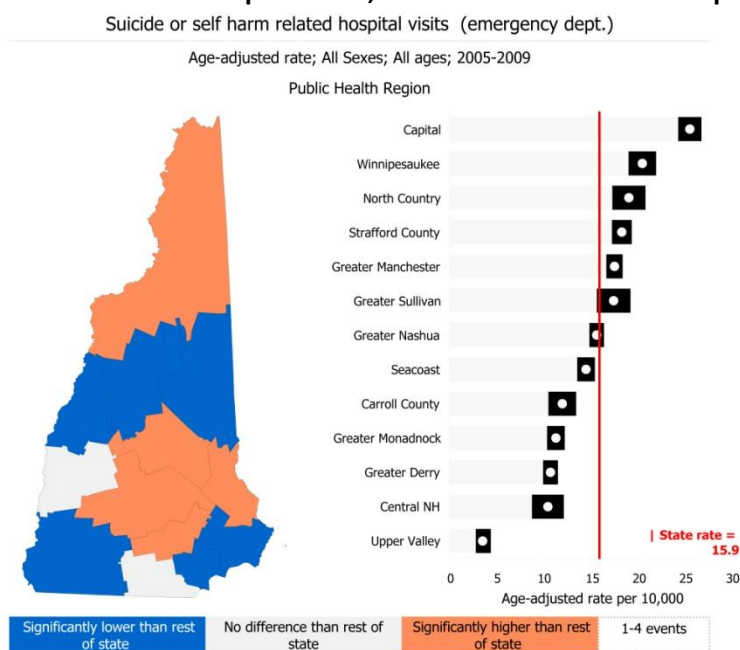 Suicide or self harm related hospital visits (emergency dept.)
Age-adjusted rate; All Sexes; All ages; 2005-2009
Public Health Region
Capital
Winnipesaukee
North Country
Strafford County
Greater Manchester
Greater Sullivan
Greater Nashua
Seacoast
Carroll County
Greater Monadnock
Greater Derry
Central NH
Upper Valley
| State rate =
15.9
0 5 10 15 20 25 30
Age-adjusted rate per 10,000
Significantly lower than rest
of state
No difference than rest of
state
Significantly higher than rest
of state
1-4 events